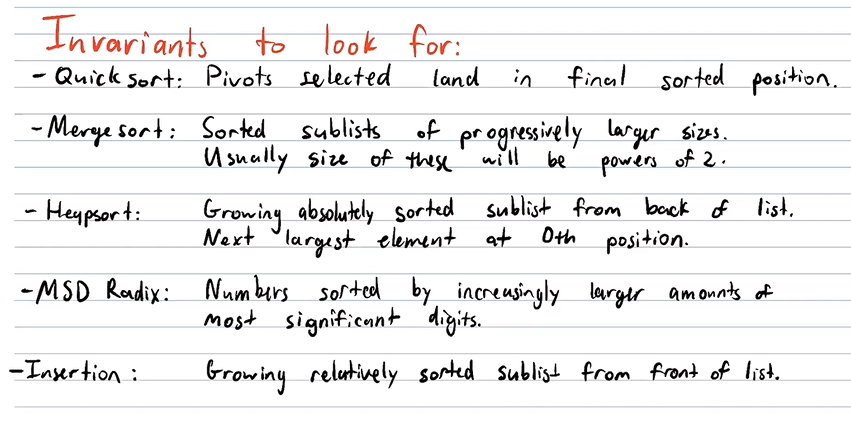 Invariants to look for:
- Quicksort: Pivots selected land in final sorted position.
- Mergesort: Sorted sublists of progressively larger sizes.
Usually size of these will be powers of 2.
- Heapsort: Growing absolutely sorted sublist from back of list.
Next largest element at 0th position.
- MSD Radix: Numbers sorted by increasingly larger amounts of
most significant digits.
- Insertion: Growing relatively sorted sublist from front of list.